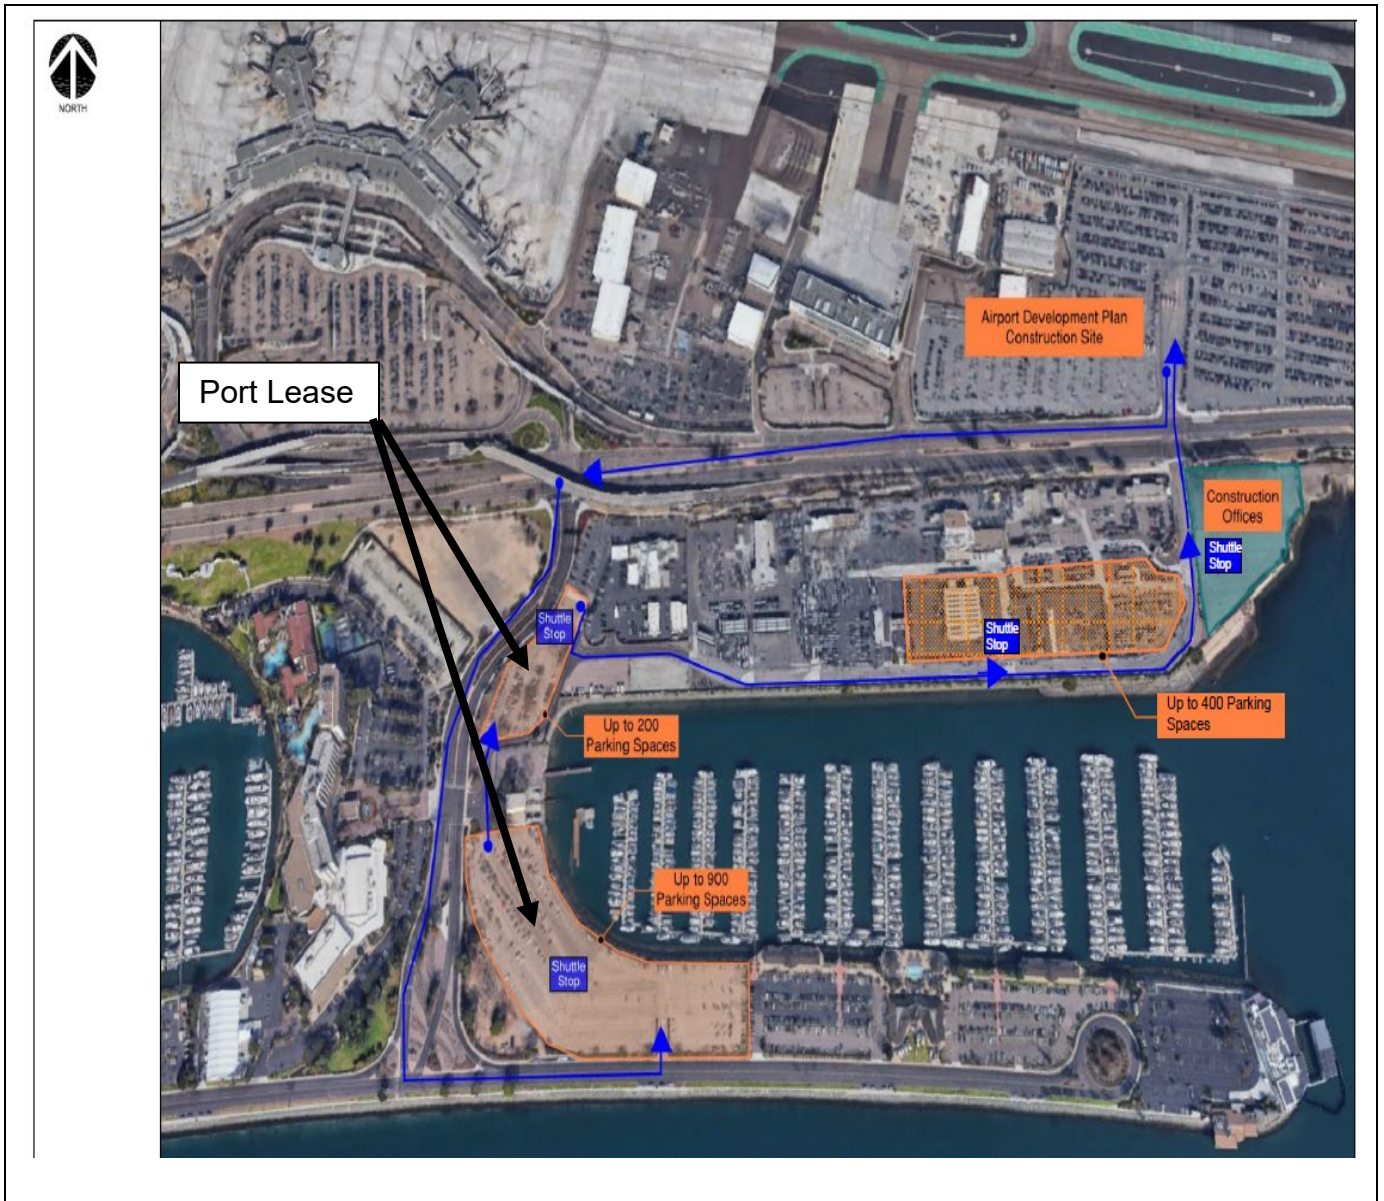 NORTH
Airport Development Plan
Construction Site
Port Lease
Construction
Offices
Shuttle
Stop
Shuttle
Stop
Shuttle
Stop
Up to 400 Parking
Spaces
Up to 200
Parking Spaces
Up to 900
Parking Spaces
Shuttle
Stop